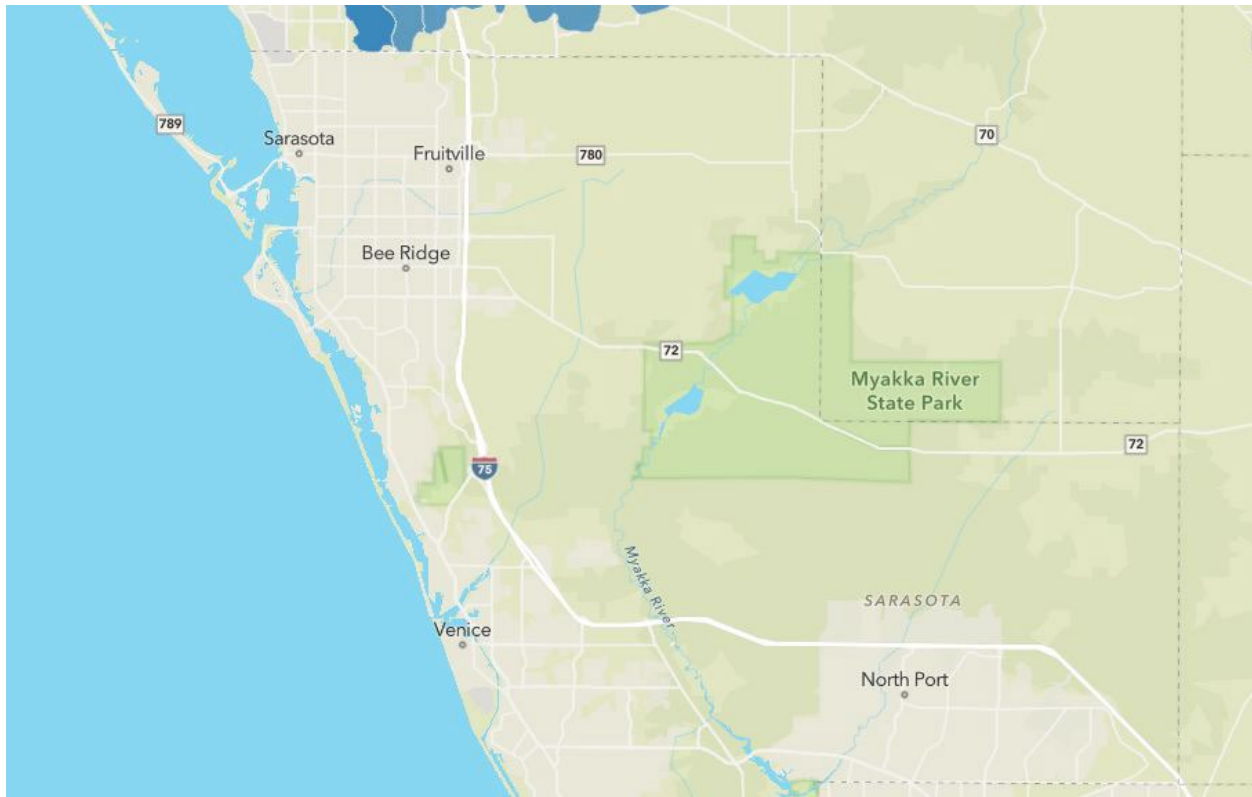 789
Sarasota
Fruitville
780
70
Bee Ridge
72
Myakka River
State Park
72
75
Myakka River
SARASOTA
Venice
North Port